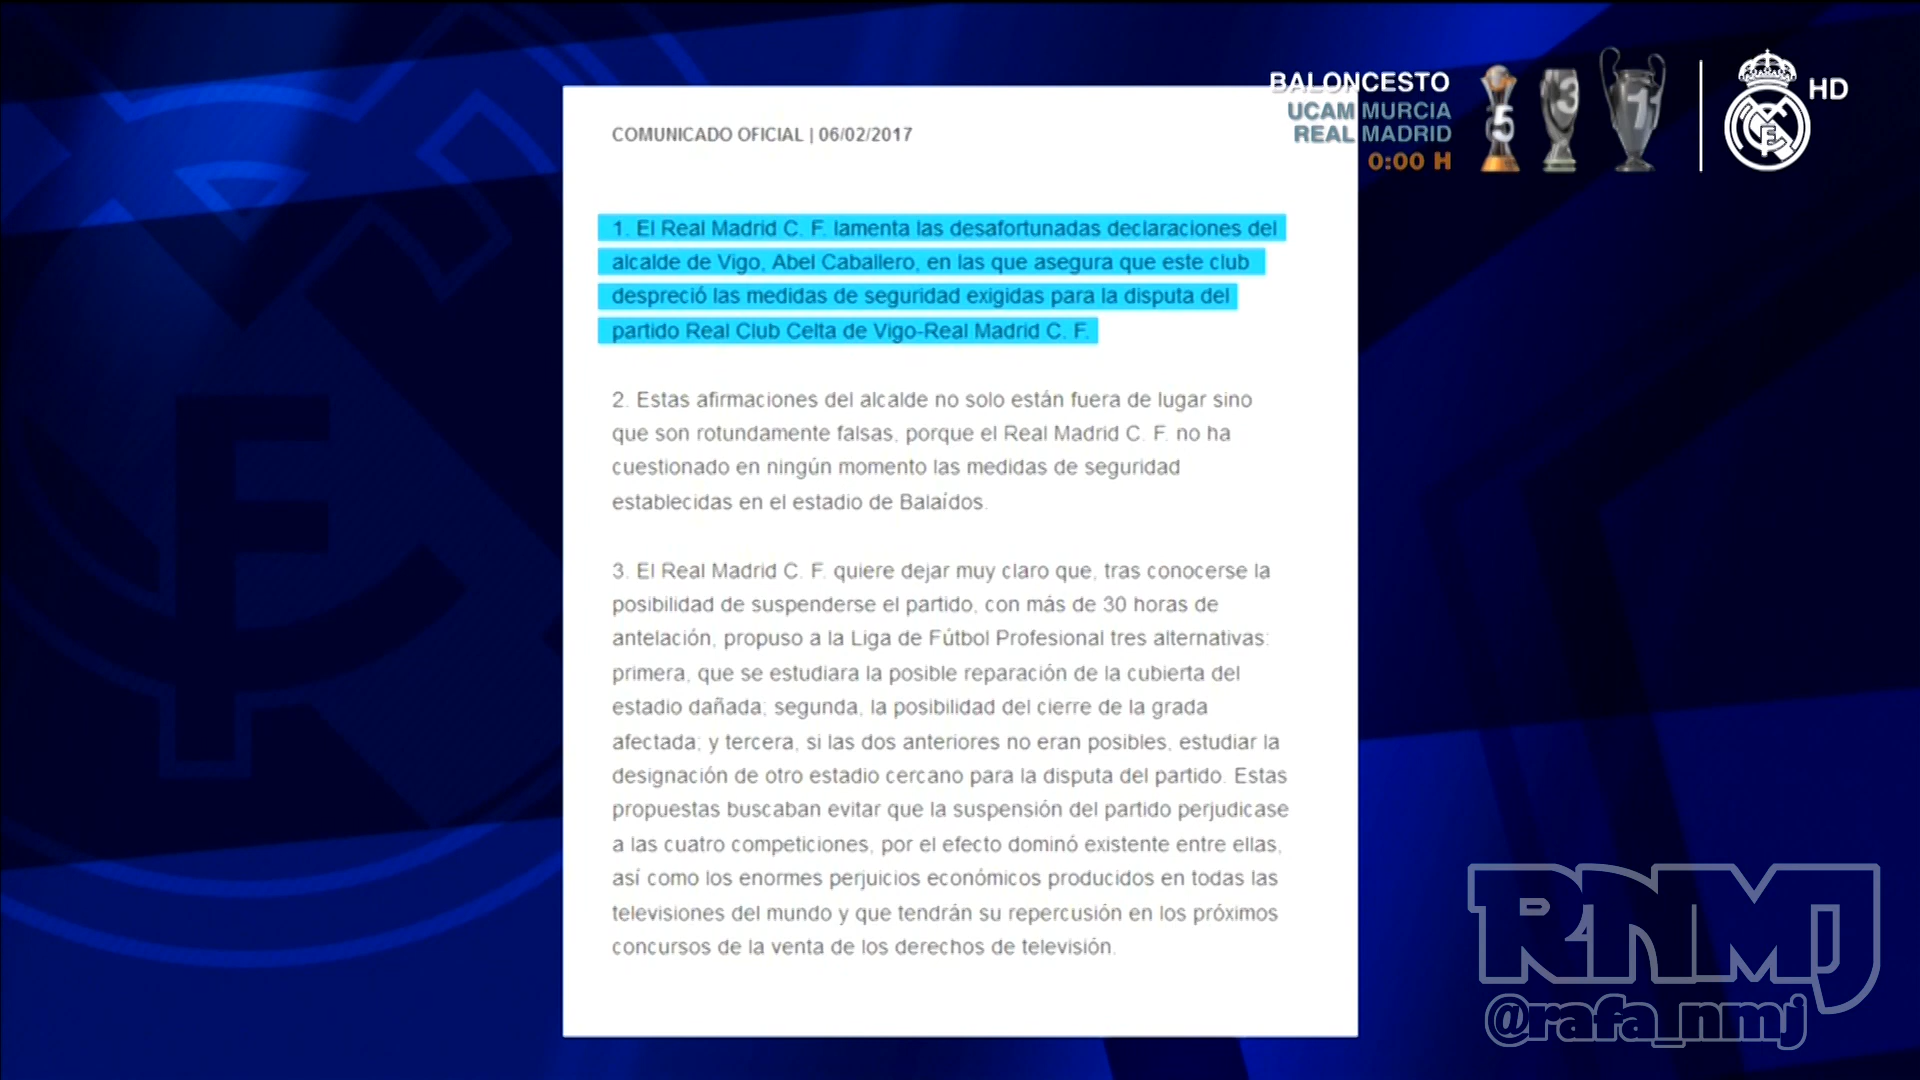 BALONCESTO
UCAM MURCIA
REAL MADRID
0:00 H
5
3
11
HD
COMUNICADO OFICIAL | 06/02/2017
1. El Real Madrid C. F. lamenta las desafortunadas declaraciones del
alcalde de Vigo, Abel Caballero, en las que asegura que este club
despreció las medidas de seguridad exigidas para la disputa del
partido Real Club Celta de Vigo-Real Madrid C. F.
2. Estas afirmaciones del alcalde no solo están fuera de lugar sino
que son rotundamente falsas, porque el Real Madrid C. F. no ha
cuestionado en ningún momento las medidas de seguridad
establecidas en el estadio de Balaídos.
3. El Real Madrid C. F. quiere dejar muy claro que, tras conocerse la
posibilidad de suspenderse el partido, con más de 30 horas de
antelación, propuso a la Liga de Fútbol Profesional tres alternativas:
primera, que se estudiara la posible reparación de la cubierta del
estadio dañada; segunda, la posibilidad del cierre de la grada
afectada; y tercera, si las dos anteriores no eran posibles, estudiar la
designación de otro estadio cercano para la disputa del partido. Estas
propuestas buscaban evitar que la suspensión del partido perjudicase
a las cuatro competiciones, por el efecto dominó existente entre ellas,
así como los enormes perjuicios económicos producidos en todas las
televisiones del mundo y que tendrán su repercusión en los próximos
concursos de la venta de los derechos de televisión.
RNMJ
@rafa_nmj